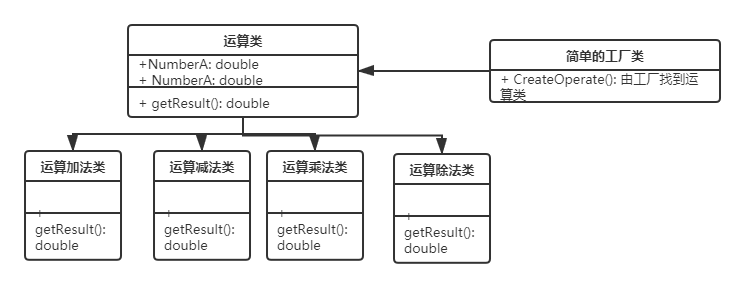 运算类
+NumberA: double
+ NumberA: double
+ getResult(): double
简单的工厂类
+ CreateOperate(): 由工厂找到运
算类
运算加法类
+
getResult():
double
运算减法类
+
getResult():
double
运算乘法类
+
getResult():
double
运算除法类
+
getResult():
double